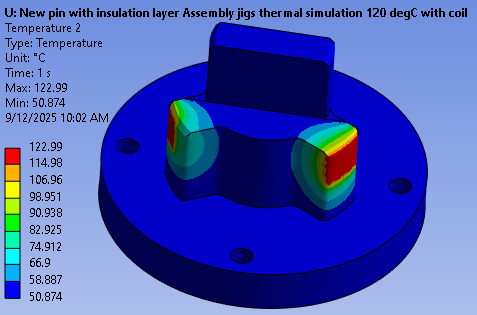 U: New pin with insulation layer Assembly jigs thermal simulation 120 degC with coil
Temperature 2
Type: Temperature
Unit: °C
Time: 1 s
Max: 122.99
Min: 50.874
9/12/2025 10:02 AM
122.99
114.98
106.96
98.951
90.938
82.925
74.912
66.9
58.887
50.874